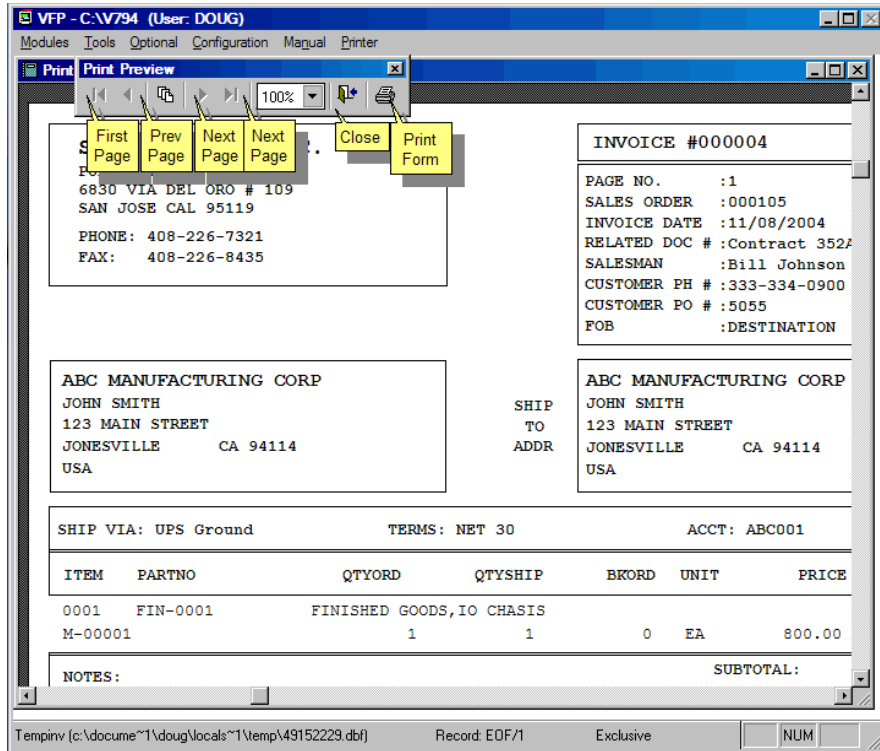 VFP - C:\V794 (User: DOUG)
Modules Tools Optional Configuration Manual Printer
Print Print Preview
100%
First Page
Prev Page
Next Page
Next Page
Close
Print Form
6830 VIA DEL ORO # 109
SAN JOSE CAL 95119
PHONE: 408-226-7321
FAX: 408-226-8435
INVOICE #000004
PAGE NO. :1
SALES ORDER :000105
INVOICE DATE :11/08/2004
RELATED DOC # :Contract 352A
SALESMAN :Bill Johnson
CUSTOMER PH # :333-334-0900
CUSTOMER PO # :5055
FOB :DESTINATION
ABC MANUFACTURING CORP
JOHN SMITH
123 MAIN STREET
JONESVILLE CA 94114
USA
SHIP
TO
ADDR
ABC MANUFACTURING CORP
JOHN SMITH
123 MAIN STREET
JONESVILLE CA 94114
USA
SHIP VIA: UPS Ground TERMS: NET 30 ACCT: ABC001
ITEM PARTNO QTYORD QTYSHIP BKORD UNIT PRICE
0001 FIN-0001 FINISHED GOODS,IO CHASIS
M-00001 1 1 0 EA 800.00
NOTES: SUBTOTAL:
Tempinv (c:\docume~1\doug\locals~1\temp\49152229.dbf) Record: EOF/1 Exclusive NUM